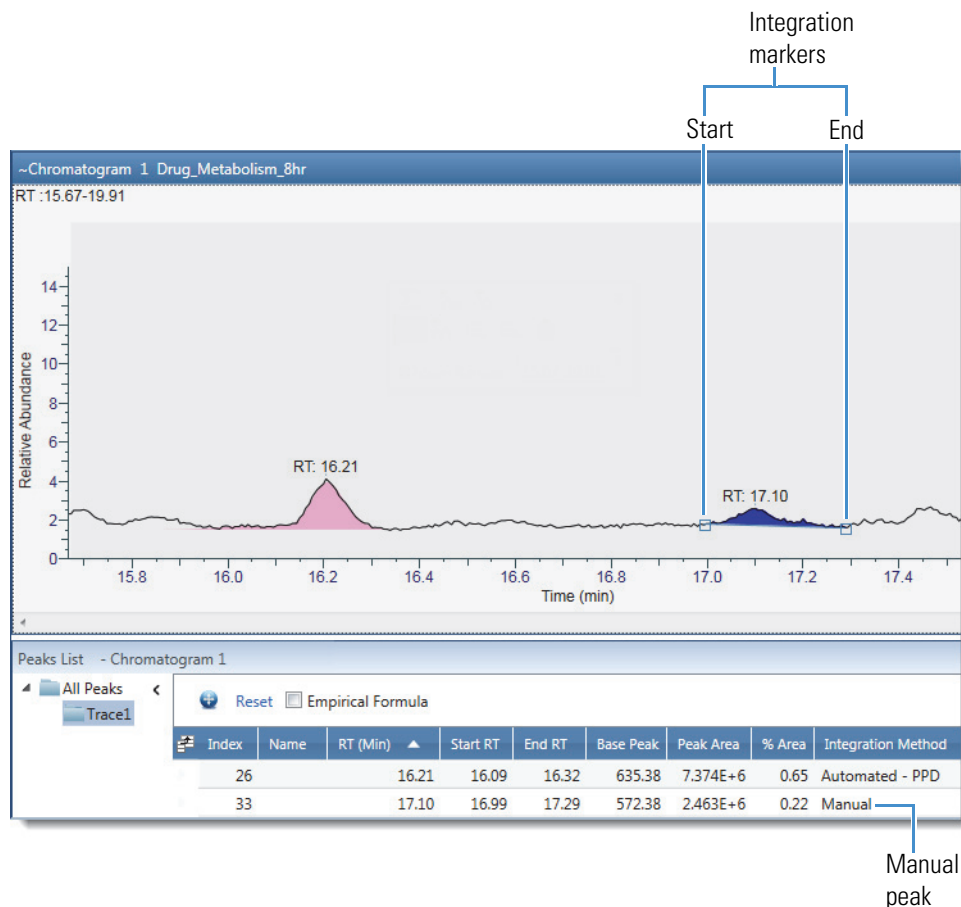 Integration
markers
Start
End
~Chromatogram 1 Drug_Metabolism_8hr
RT :15.67-19.91
14
12
10
8
6
4
2
0
Relative Abundance
RT: 16.21
RT: 17.10
15.8 16.0 16.2 16.4 16.6 16.8 17.0 17.2 17.4
Time (min)
Peaks List - Chromatogram 1
All Peaks
Trace1
Reset Empirical Formula
Index Name RT (Min) Start RT End RT Base Peak Peak Area % Area Integration Method
26 16.21 16.09 16.32 635.38 7.374E+6 0.65 Automated - PPD
33 17.10 16.99 17.29 572.38 2.463E+6 0.22 Manual
Manual
peak